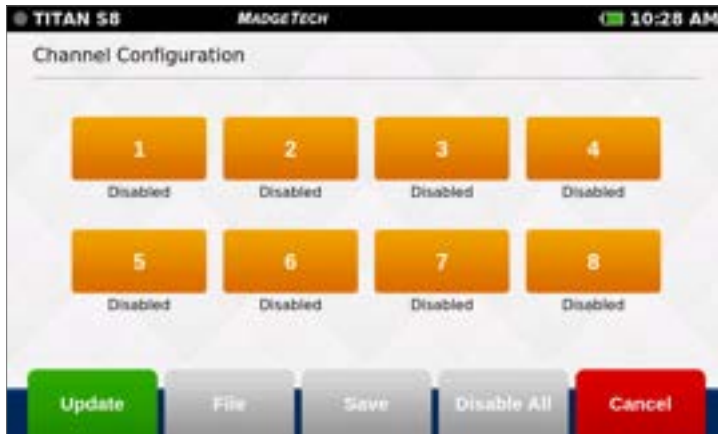 TITAN S8 MADGETECH 10:28 AM
Channel Configuration
1 2 3 4
Disabled Disabled Disabled Disabled
5 6 7 8
Disabled Disabled Disabled Disabled
Update File Save Disable All Cancel